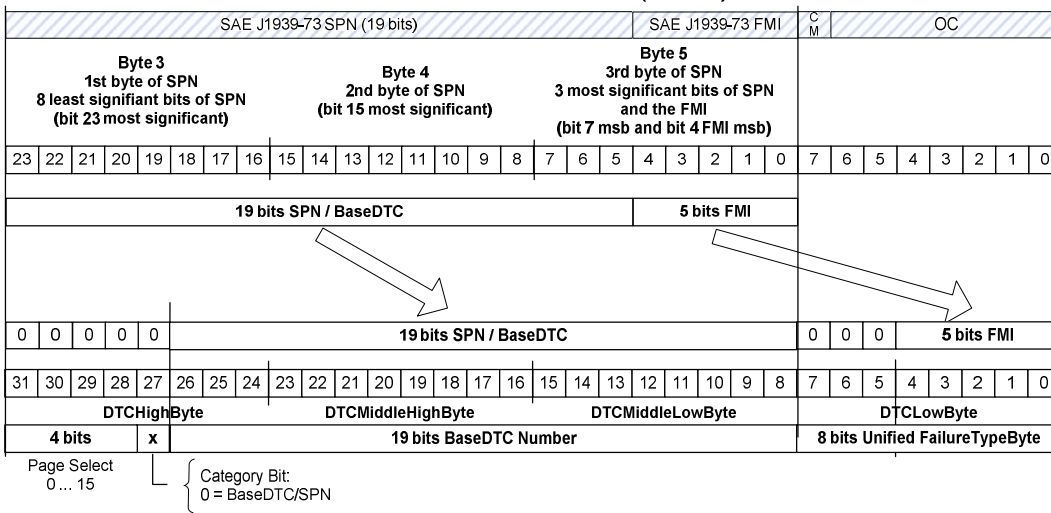 SAE J1939-73 SPN (19 bits) SAE J1939-73 FMI C M OC
Byte 3
1st byte of SPN
8 least signifiant bits of SPN
(bit 23 most significant)
Byte 4
2nd byte of SPN
(bit 15 most significant)
Byte 5
3rd byte of SPN
3 most significant bits of SPN
and the FMI
(bit 7 msb and bit 4 FMI msb)
23 22 21 20 19 18 17 16 15 14 13 12 11 10 9 8 7 6 5 4 3 2 1 0 7 6 5 4 3 2 1 0
19 bits SPN / BaseDTC 5 bits FMI
0 0 0 0 0 19 bits SPN / BaseDTC 0 0 0 5 bits FMI
31 30 29 28 27 26 25 24 23 22 21 20 19 18 17 16 15 14 13 12 11 10 9 8 7 6 5 4 3 2 1 0
DTCHighByte DTCMiddleHighByte DTCMiddleLowByte DTCLowByte
4 bits x 19 bits BaseDTC Number 8 bits Unified FailureTypeByte
Page Select
0 ... 15
Category Bit:
0 = BaseDTC/SPN